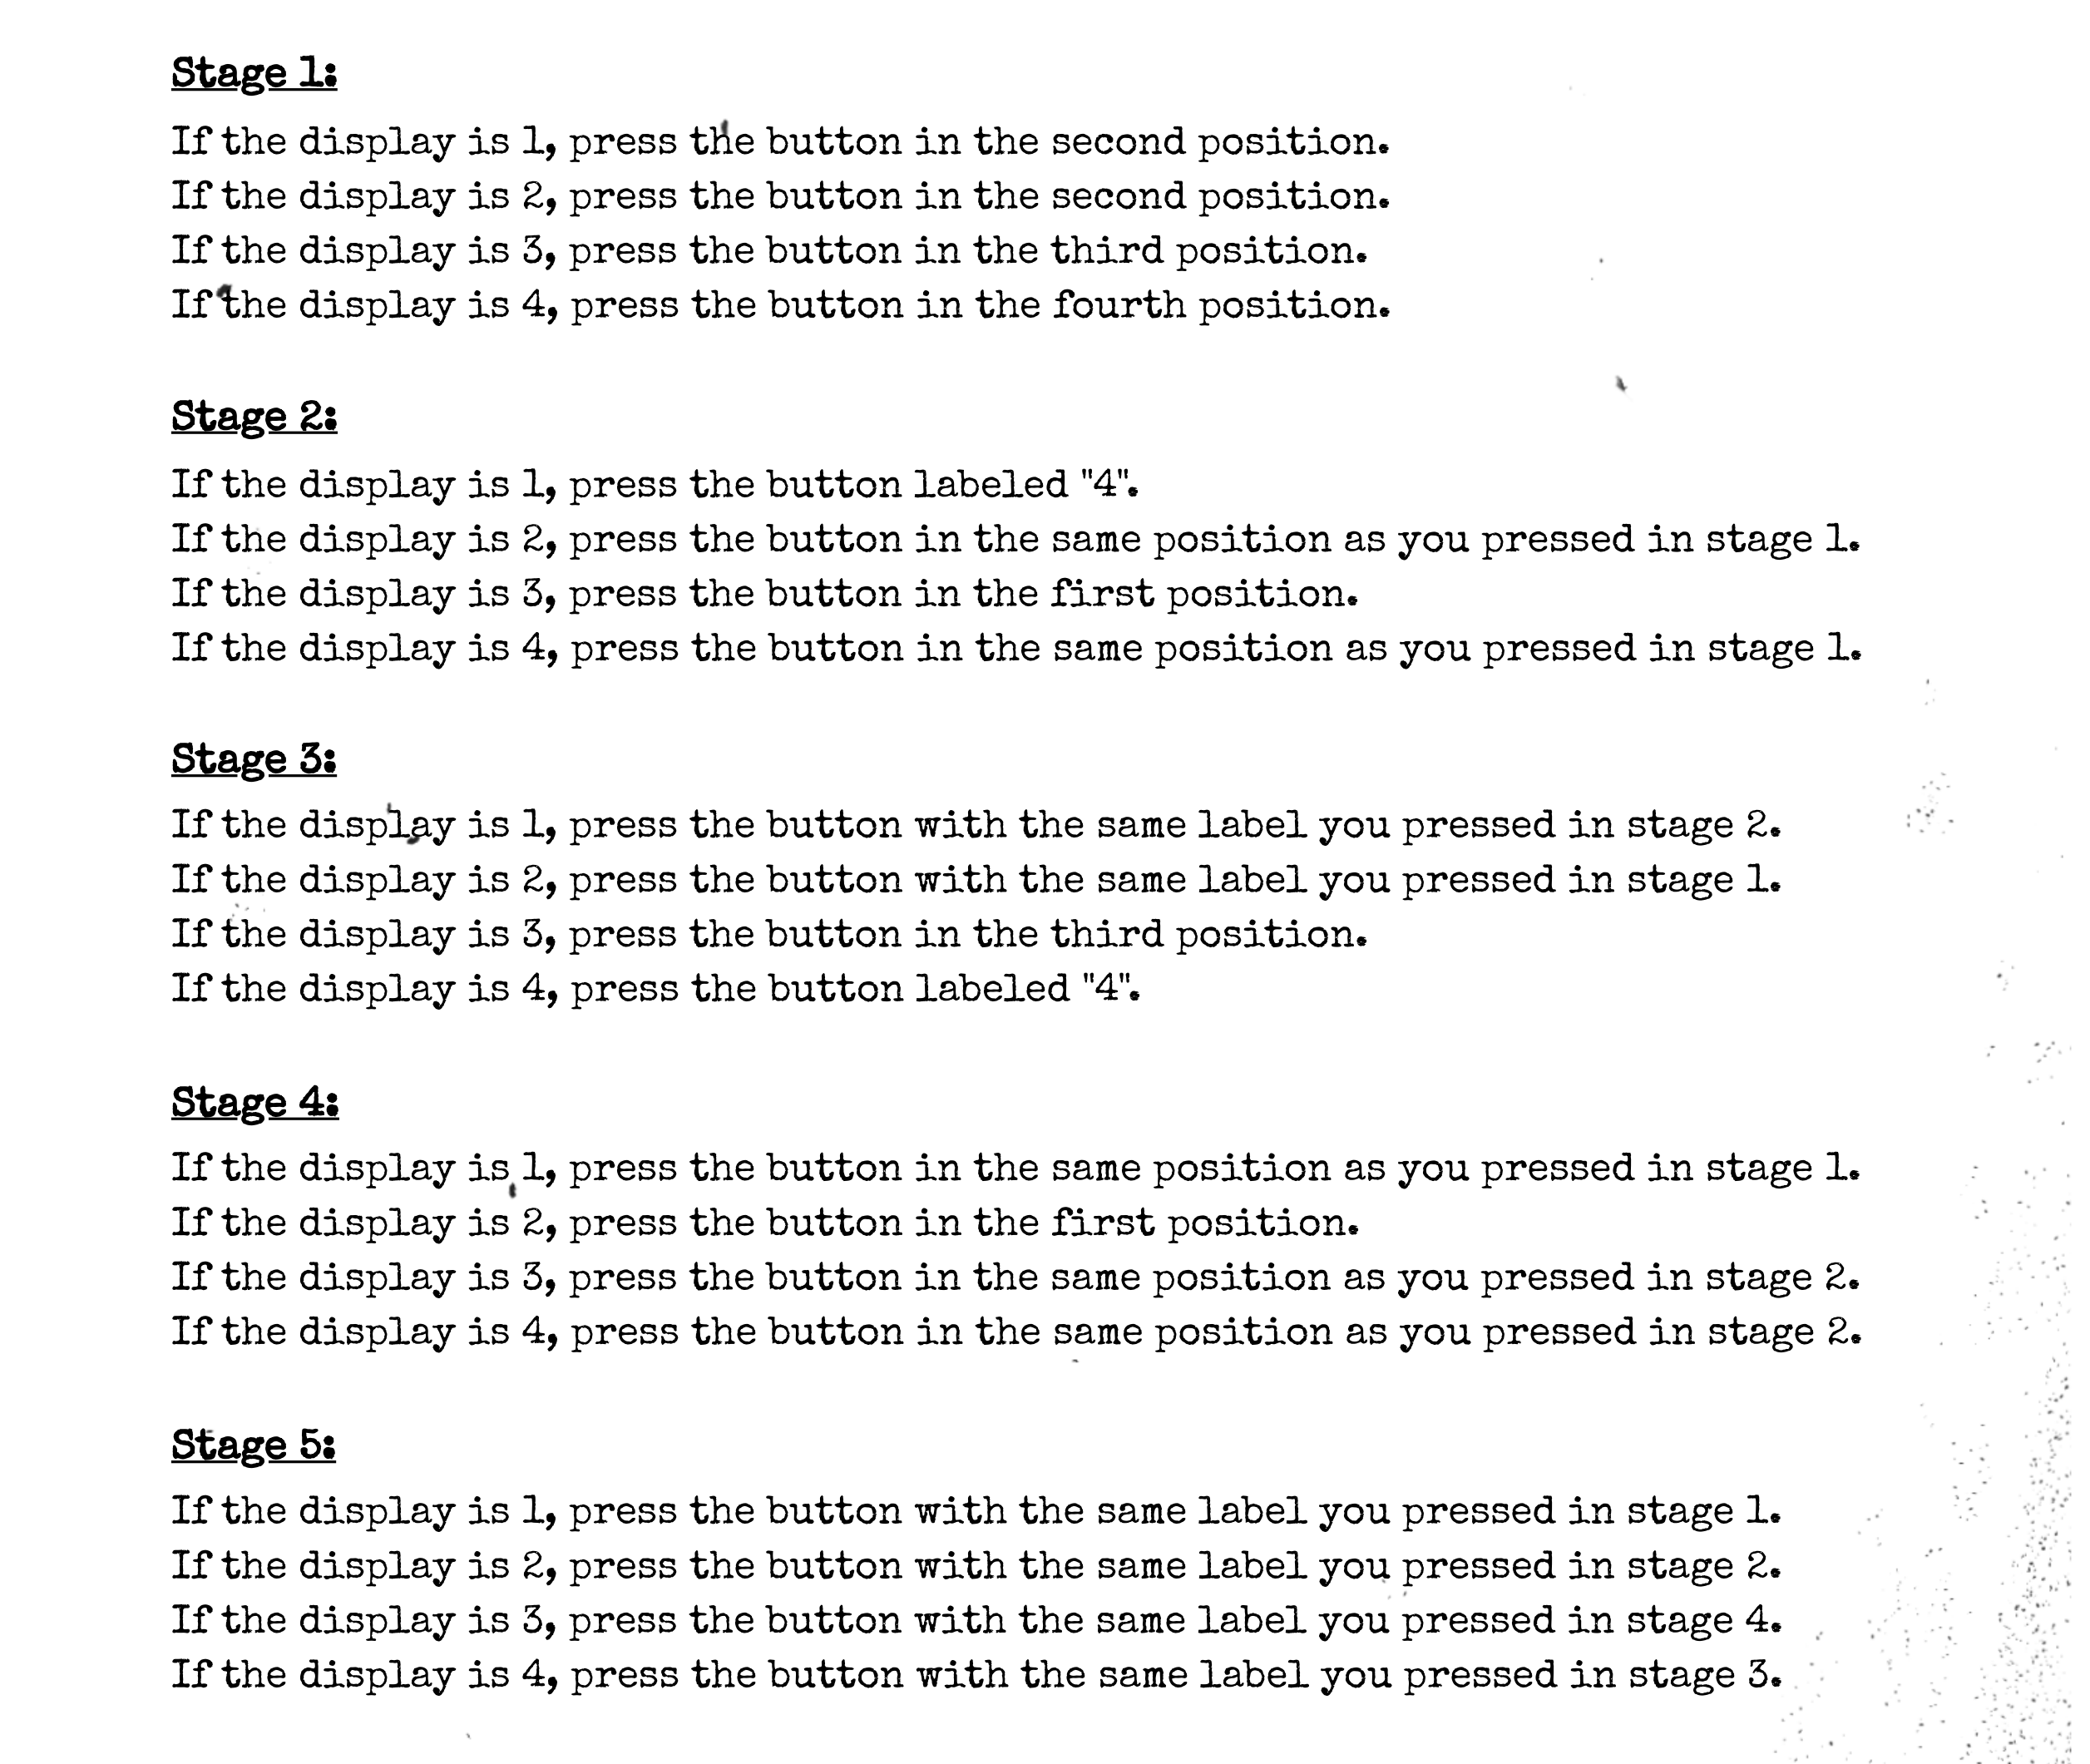 Stage 1:
If the display is 1, press the button in the second position.
If the display is 2, press the button in the second position.
If the display is 3, press the button in the third position.
If the display is 4, press the button in the fourth position.
Stage 2:
If the display is 1, press the button labeled "4".
If the display is 2, press the button in the same position as you pressed in stage 1.
If the display is 3, press the button in the first position.
If the display is 4, press the button in the same position as you pressed in stage 1.
Stage 3:
If the display is 1, press the button with the same label you pressed in stage 2.
If the display is 2, press the button with the same label you pressed in stage 1.
If the display is 3, press the button in the third position.
If the display is 4, press the button labeled "4".
Stage 4:
If the display is 1, press the button in the same position as you pressed in stage 1.
If the display is 2, press the button in the first position.
If the display is 3, press the button in the same position as you pressed in stage 2.
If the display is 4, press the button in the same position as you pressed in stage 2.
Stage 5:
If the display is 1, press the button with the same label you pressed in stage 1.
If the display is 2, press the button with the same label you pressed in stage 2.
If the display is 3, press the button with the same label you pressed in stage 4.
If the display is 4, press the button with the same label you pressed in stage 3.